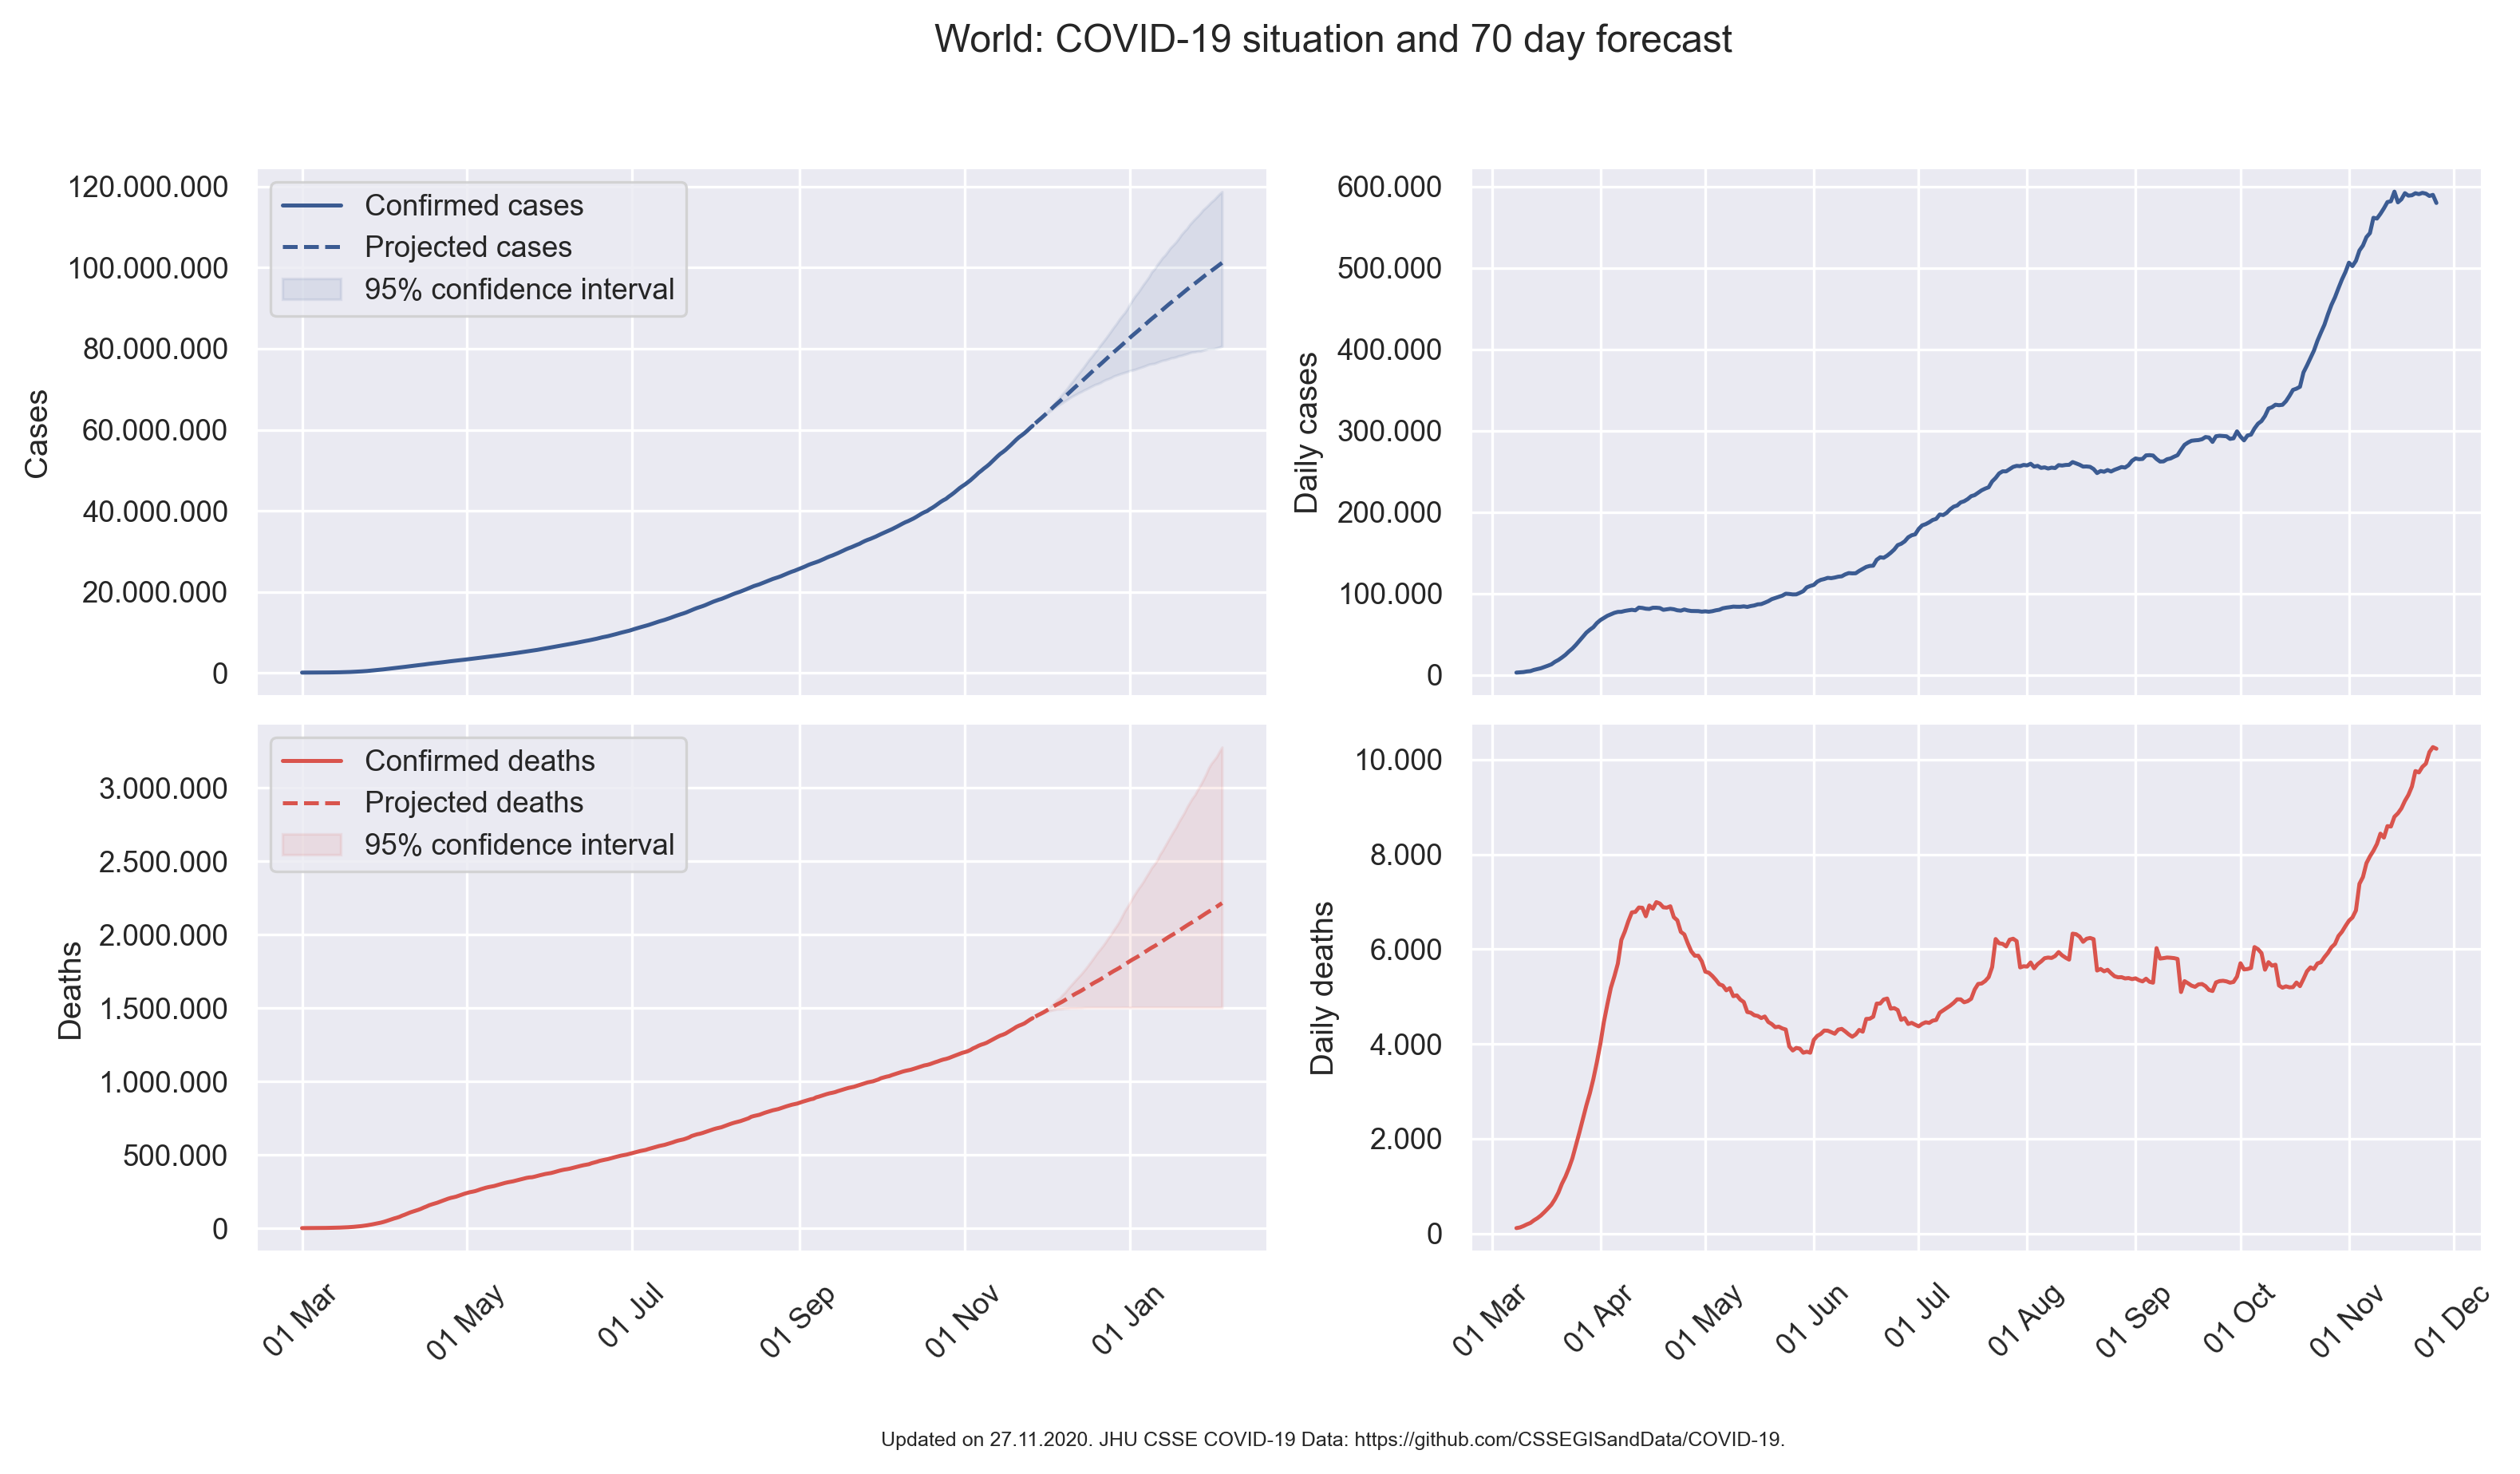 World: COVID-19 situation and 70 day forecast
120.000.000
100.000.000
80.000.000
60.000.000
40.000.000
20.000.000
0
Cases
Confirmed cases
Projected cases
95% confidence interval
600.000
500.000
400.000
300.000
200.000
100.000
0
Daily cases
3.000.000
2.500.000
2.000.000
1.500.000
1.000.000
500.000
0
Deaths
Confirmed deaths
Projected deaths
95% confidence interval
01 Mar
01 May
01 Jul
01 Sep
01 Nov
01 Jan
10.000
8.000
6.000
4.000
2.000
0
Daily deaths
01 Mar
01 Apr
01 May
01 Jun
01 Jul
01 Aug
01 Sep
01 Oct
01 Nov
01 Dec
Updated on 27.11.2020. JHU CSSE COVID-19 Data: https://github.com/CSSEGISandData/COVID-19.